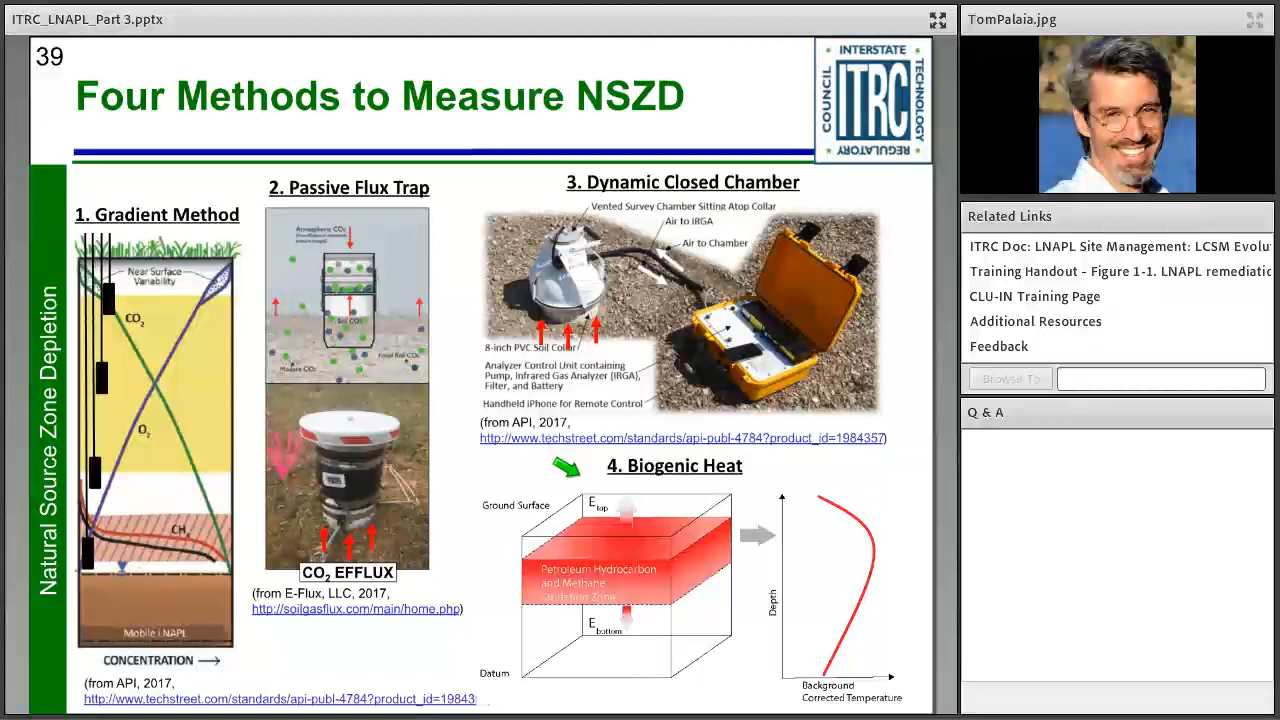 ITRC_LNAPL_Part 3.pptx
39
Four Methods to Measure NSZD
INTERSTATE
COUNCIL
ITRC
TECHNOLOGY
REGULATORY
Natural Source Zone Depletion
1. Gradient Method
Near Surface
Variability
CO2
O2
CH4
Mobile LNAPL
CONCENTRATION
(from API, 2017,
http://www.techstreet.com/standards/api-publ-4784?product_id=19843
2. Passive Flux Trap
Atmospheric CO2
Soil CO2
Modern CO2
Fossil Fuel CO2
CO2 EFFLUX
(from E-Flux, LLC, 2017,
http://soilgasflux.com/main/home.php)
3. Dynamic Closed Chamber
Vented Survey Chamber Sitting Atop Collar
Air to IRGA
Air to Chamber
8-inch PVC Soil Collar
Analyzer Control Unit containing
Pump, Infrared Gas Analyzer (IRGA),
Filter, and Battery
Handheld iPhone for Remote Control
(from API, 2017,
http://www.techstreet.com/standards/api-publ-4784?product_id=1984357)
4. Biogenic Heat
Ground Surface
Etop
Petroleum Hydrocarbon
and Methane
Oxidation Zone
Ebottom
Datum
Depth
Background
Corrected Temperature
TomPalaia.jpg
Related Links
ITRC Doc: LNAPL Site Management: LCSM Evolu
Training Handout - Figure 1-1. LNAPL remediatic
CLU-IN Training Page
Additional Resources
Feedback
Browse To
Q & A